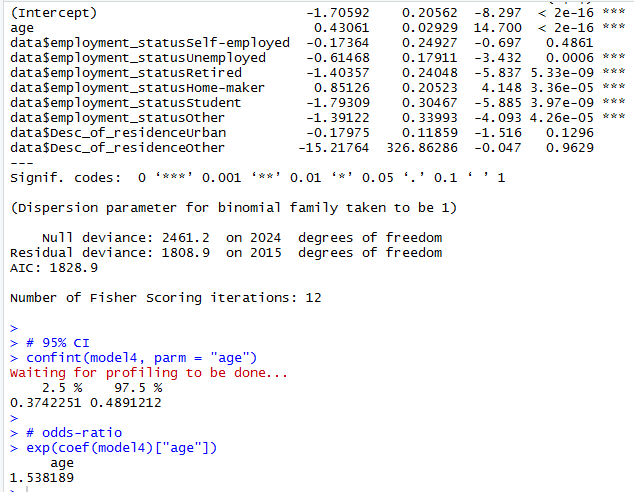 (Intercept) -1.70592 0.20562 -8.297 < 2e-16 ***
age 0.43061 0.02929 14.700 < 2e-16 ***
data$employment_statusSelf-employed -0.17364 0.24927 -0.697 0.4861
data$employment_statusUnemployed -0.61468 0.17911 -3.432 0.0006 ***
data$employment_statusRetired -1.40357 0.24048 -5.837 5.33e-09 ***
data$employment_statusHome-maker 0.85126 0.20523 4.148 3.36e-05 ***
data$employment_statusStudent -1.79309 0.30467 -5.885 3.97e-09 ***
data$employment_statusOther -1.39122 0.33993 -4.093 4.26e-05 ***
data$Desc_of_residenceUrban -0.17975 0.11859 -1.516 0.1296
data$Desc_of_residenceOther -15.21764 326.86286 -0.047 0.9629
---
Signif. codes: 0 ‘***’ 0.001 ‘**’ 0.01 ‘*’ 0.05 ‘.’ 0.1 ‘ ’ 1
(Dispersion parameter for binomial family taken to be 1)
Null deviance: 2461.2 on 2024 degrees of freedom
Residual deviance: 1808.9 on 2015 degrees of freedom
AIC: 1828.9
Number of Fisher Scoring iterations: 12
>
> # 95% CI
> confint(model4, parm = "age")
Waiting for profiling to be done...
2.5 % 97.5 %
0.3742251 0.4891212
>
> # odds-ratio
> exp(coef(model4)["age"])
age
1.538189
>